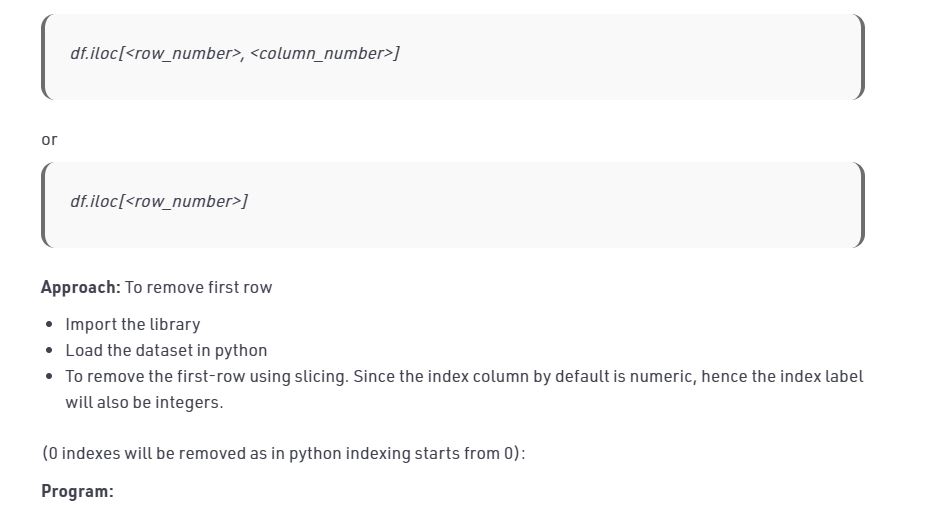 df.iloc[<row_number>, <column_number>]
or
df.iloc[<row_number>]
Approach: To remove first row
• Import the library
• Load the dataset in python
• To remove the first-row using slicing. Since the index column by default is numeric, hence the index label
will also be integers.
(0 indexes will be removed as in python indexing starts from 0):
Program: